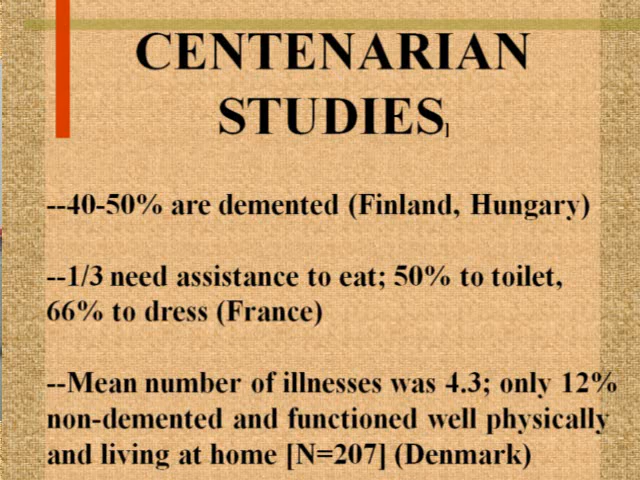 CENTENARIAN
STUDIES
--40-50% are demented (Finland, Hungary)
--1/3 need assistance to eat; 50% to toilet,
66% to dress (France)
--Mean number of illnesses was 4.3; only 12%
non-demented and functioned well physically
and living at home [N=207] (Denmark)